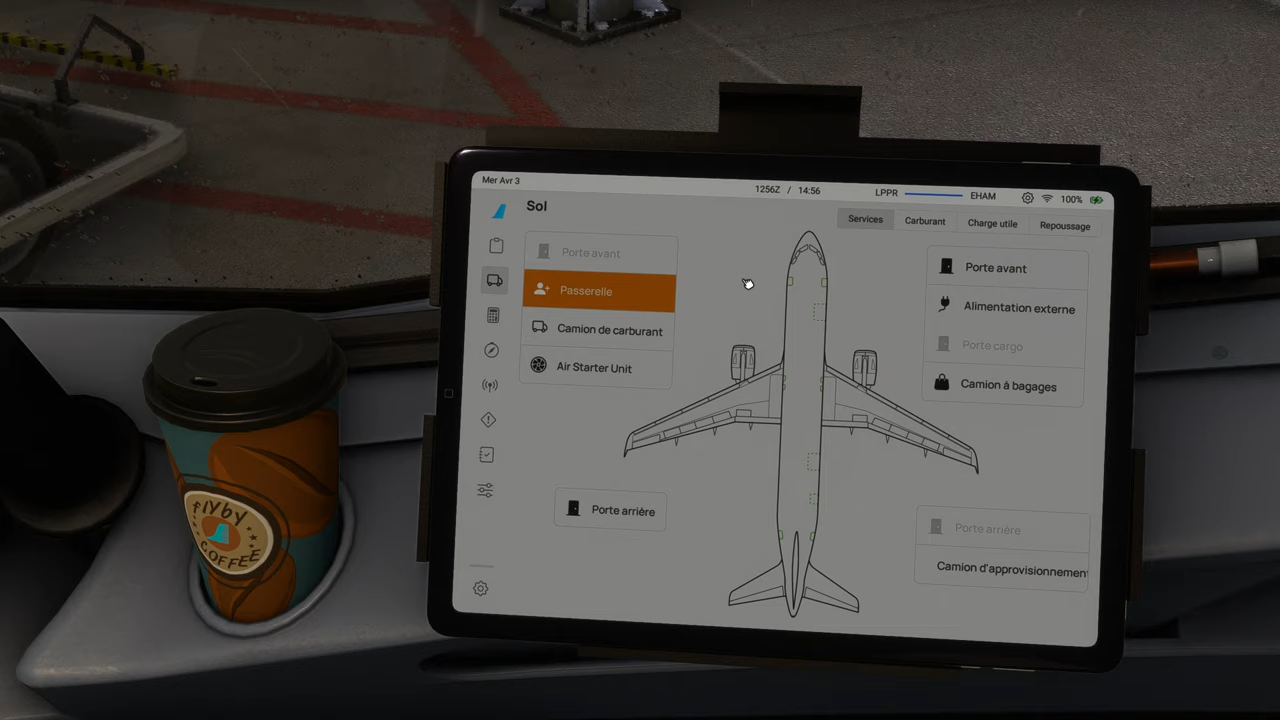 Mer Avr 3
1256Z / 14:56
LPPR
EHAM
100%
Sol
Services
Carburant
Charge utile
Repoussage
Porte avant
Passerelle
Camion de carburant
Air Starter Unit
Porte avant
Alimentation externe
Porte cargo
Camion à bagages
Porte arrière
Porte arrière
Camion d'approvisionnement
flyby
COFFEE